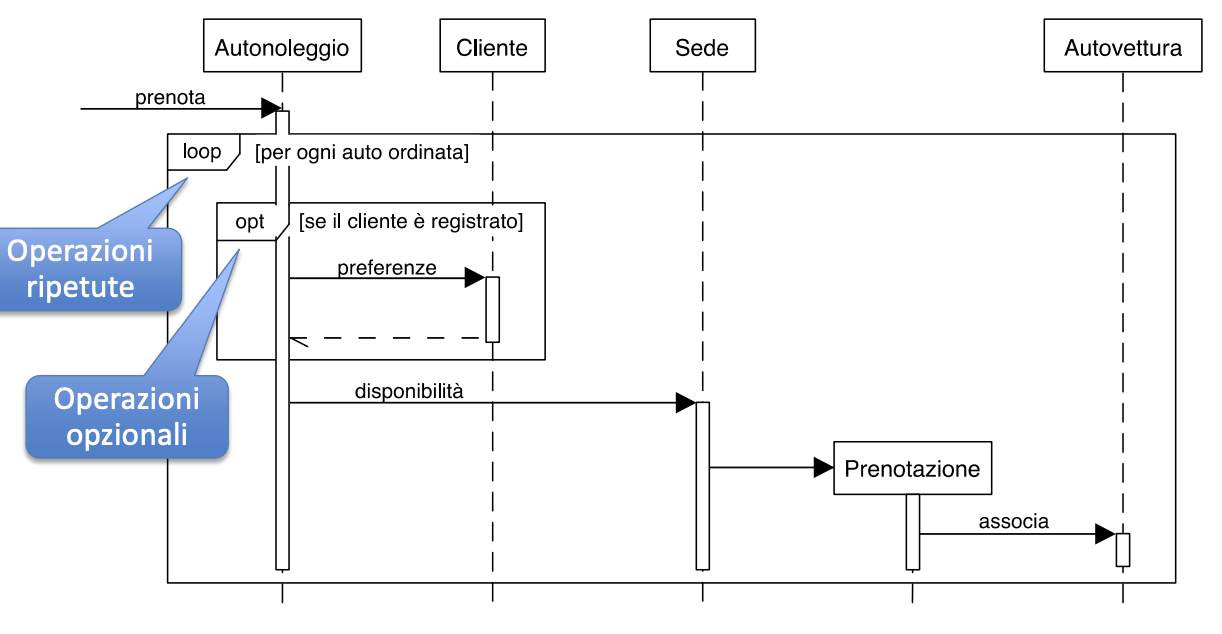 Autonoleggio
Cliente
Sede
Autovettura
prenota
loop
[per ogni auto ordinata]
opt
[se il cliente è registrato]
Operazioni
ripetute
preferenze
Operazioni
opzionali
disponibilità
Prenotazione
associa